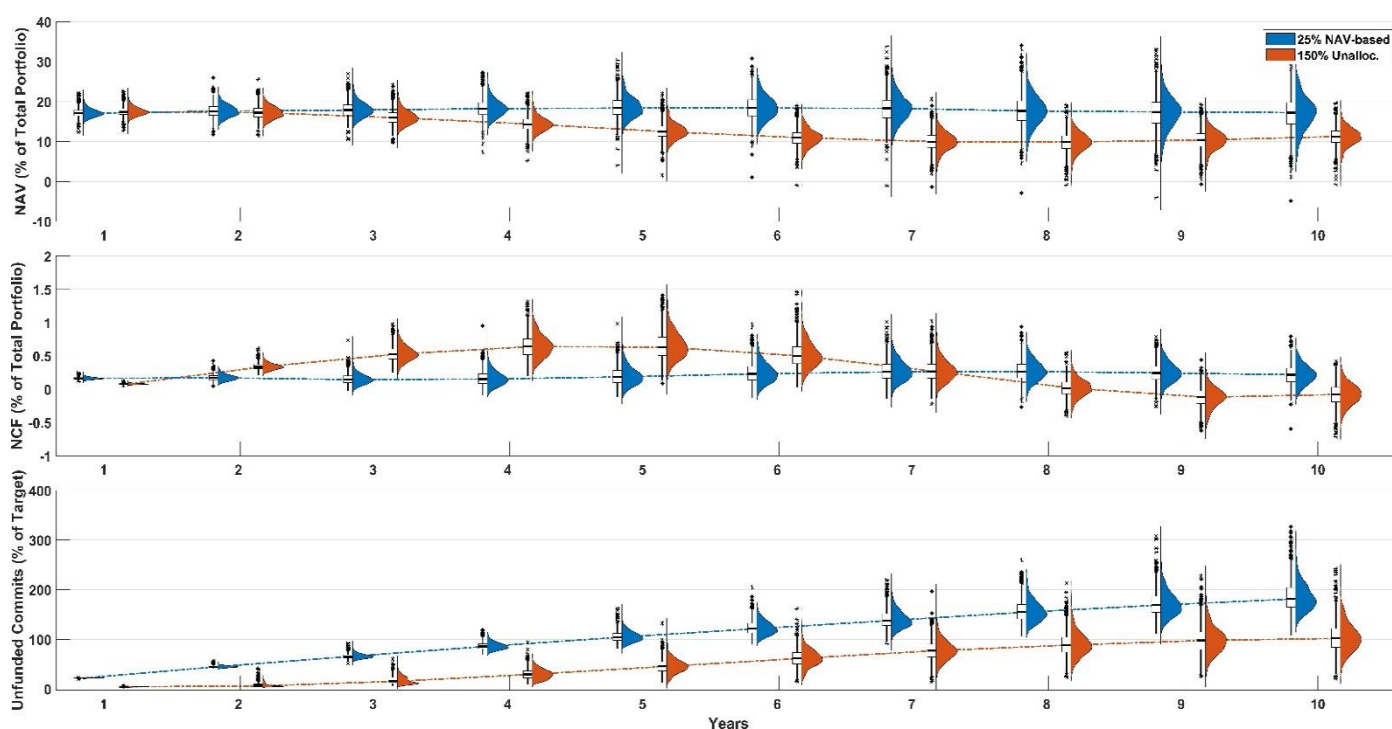 NAV (% of Total Portfolio)
40
30
20
10
0
-10
25% NAV-based
150% Unalloc.
1 2 3 4 5 6 7 8 9 10
NCF (% of Total Portfolio)
2
1.5
1
0.5
0
-0.5
-1
1 2 3 4 5 6 7 8 9 10
Unfunded Commits (% of Target)
400
300
200
100
0
1 2 3 4 5 6 7 8 9 10
Years